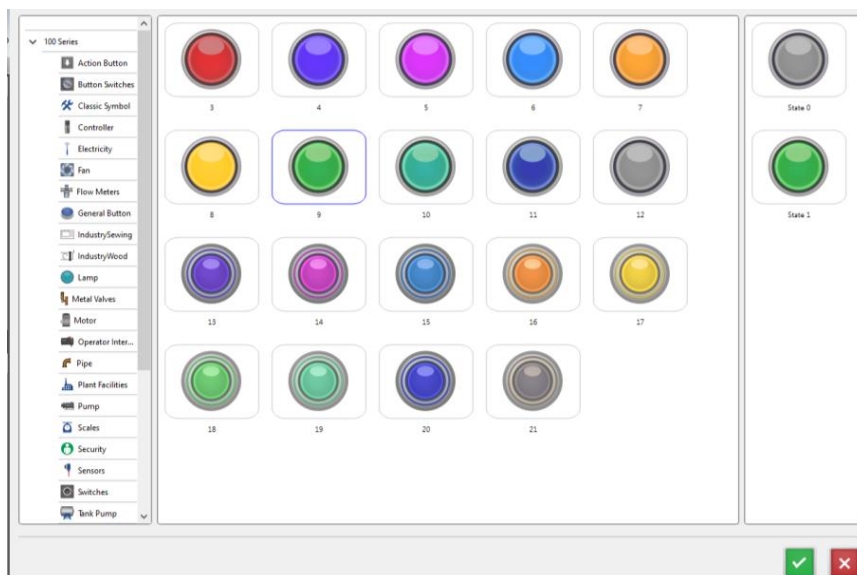 100 Series
Action Button
Button Switches
Classic Symbol
Controller
Electricity
Fan
Flow Meters
General Button
IndustrySewing
IndustryWood
Lamp
Metal Valves
Motor
Operator Inter...
Pipe
Plant Facilities
Pump
Scales
Security
Sensors
Switches
Tank Pump
3 4 5 6 7
8 9 10 11 12
13 14 15 16 17
18 19 20 21
State 0
State 1